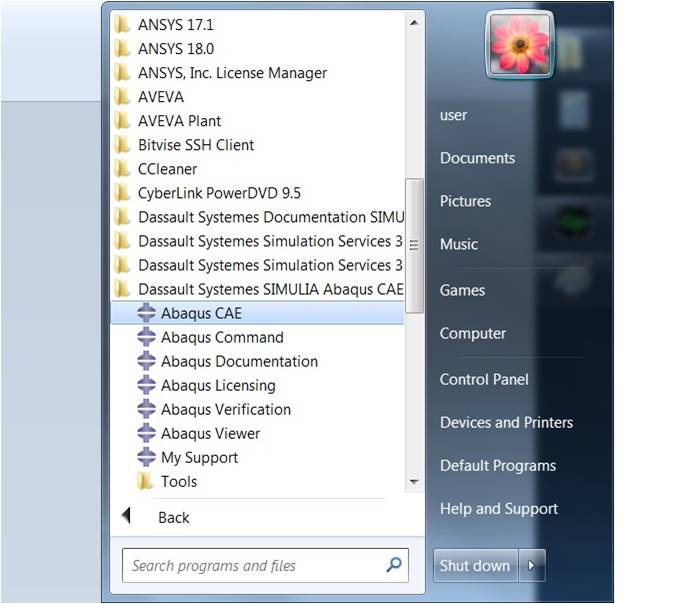 ANSYS 17.1
ANSYS 18.0
ANSYS, Inc. License Manager
AVEVA
AVEVA Plant
Bitvise SSH Client
CCleaner
CyberLink PowerDVD 9.5
Dassault Systemes Documentation SIMU
Dassault Systemes Simulation Services 3
Dassault Systemes Simulation Services 3
Dassault Systemes SIMULIA Abaqus CAE
Abaqus CAE
Abaqus Command
Abaqus Documentation
Abaqus Licensing
Abaqus Verification
Abaqus Viewer
My Support
Tools
Back
Search programs and files
user
Documents
Pictures
Music
Games
Computer
Control Panel
Devices and Printers
Default Programs
Help and Support
Shut down